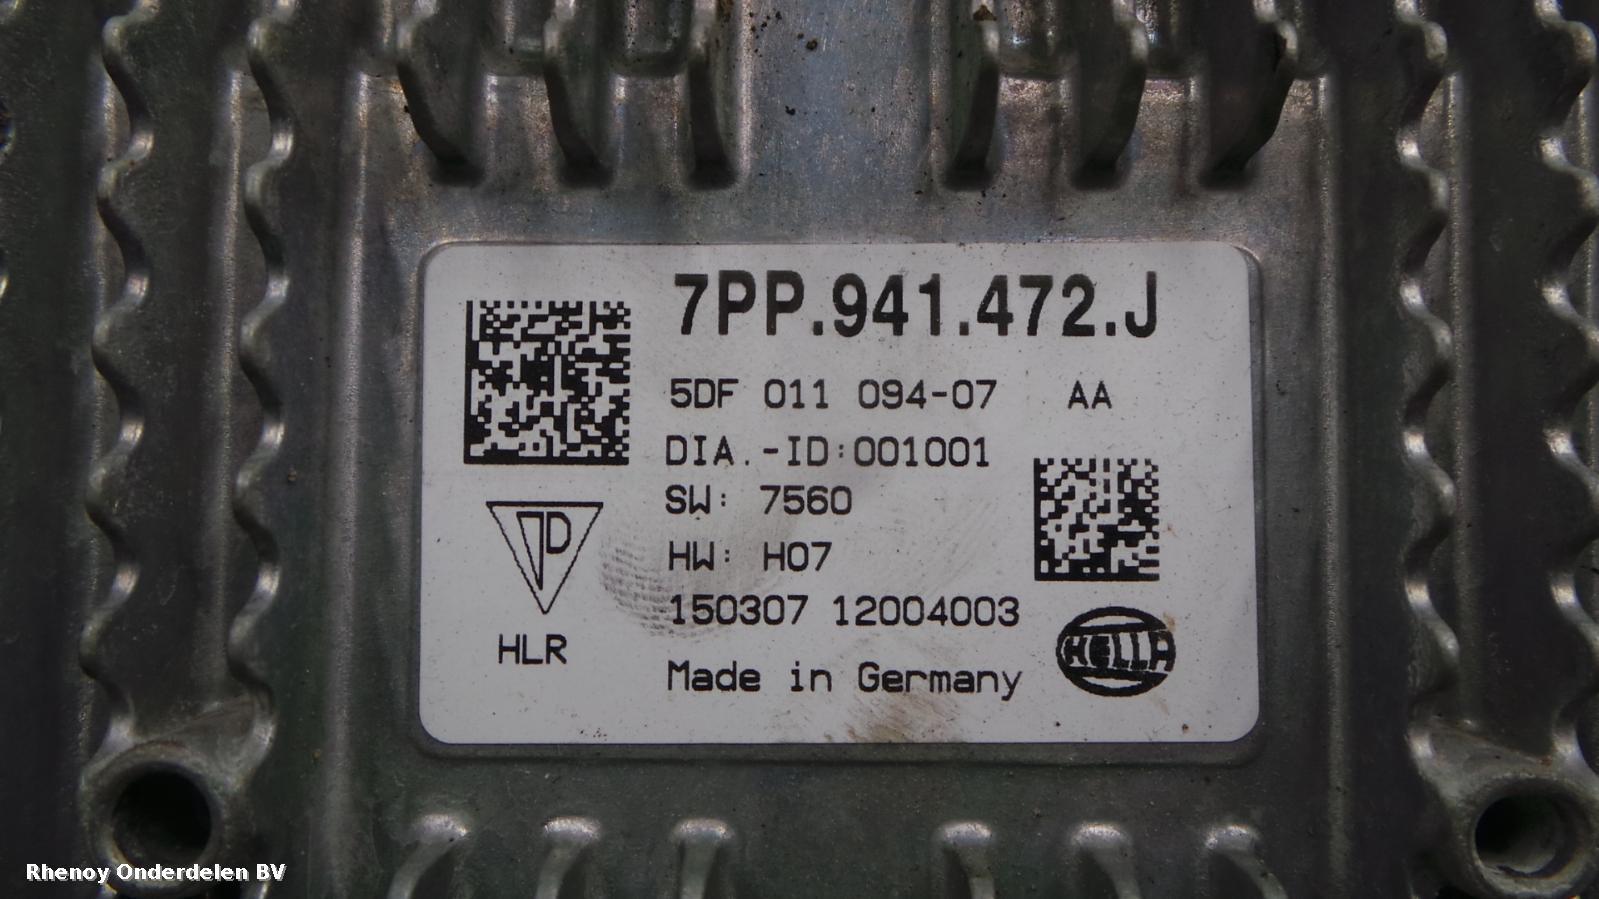 7PP.941.472.J
5DF 011 094-07 AA
DIA.-ID:001001
SW: 7560
HW: H07
150307 12004003
Made in Germany
HLR
HELLA
Rhenoy Onderdelen BV